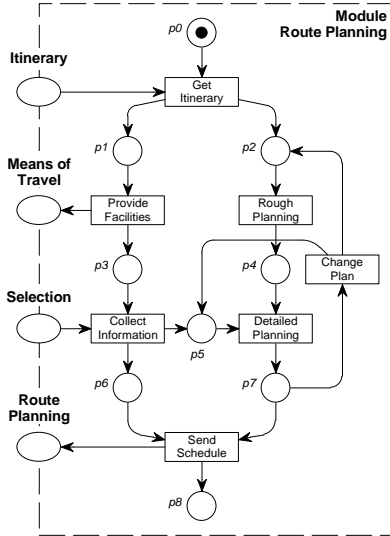 Module
Route Planning
p0
Itinerary
Get
Itinerary
p1
p2
Means of
Travel
Provide
Facilities
Rough
Planning
p3
p4
Change
Plan
Selection
Collect
Information
p5
Detailed
Planning
p6
p7
Route
Planning
Send
Schedule
p8